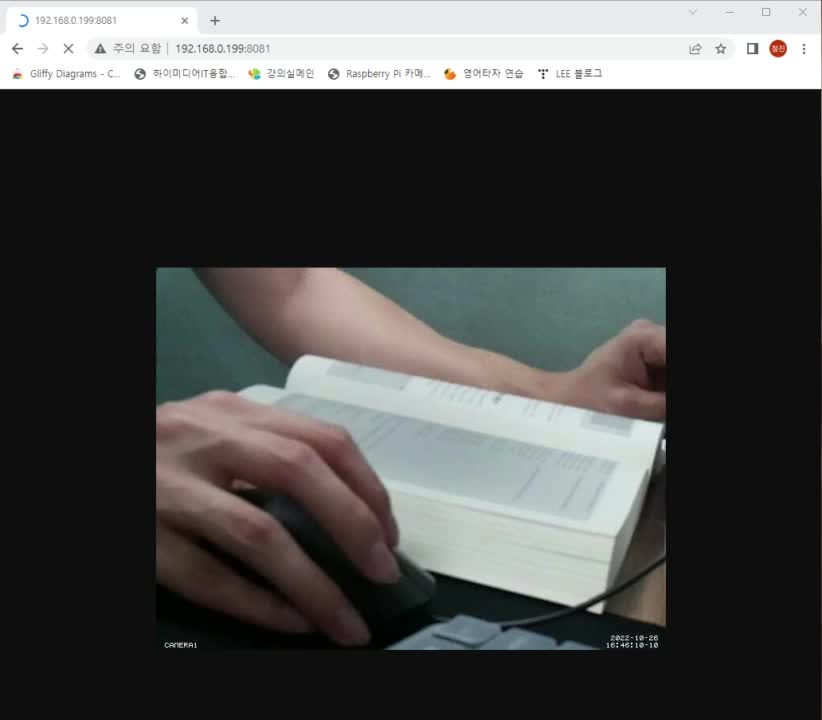 192.168.0.199:8081
주의 요함 192.168.0.199:8081 철진
Gliffy Diagrams - C... 하이미디어IT융합... 강의실메인 Raspberry Pi 카메... 영어타자 연습 LEE 블로그
CAMERA1
2022-10-26
16:46:10-10